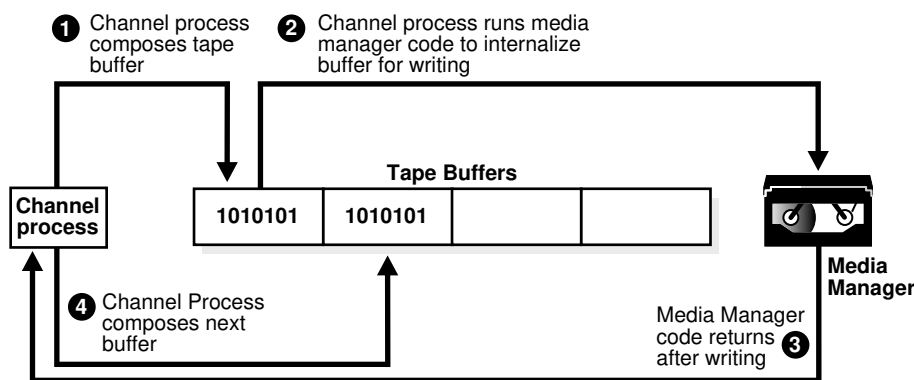 1 Channel process
composes tape
buffer
2 Channel process runs media
manager code to internalize
buffer for writing
Tape Buffers
Channel
process
1010101 1010101
Media
Manager
4 Channel Process
composes next
buffer
Media Manager
code returns 3
after writing